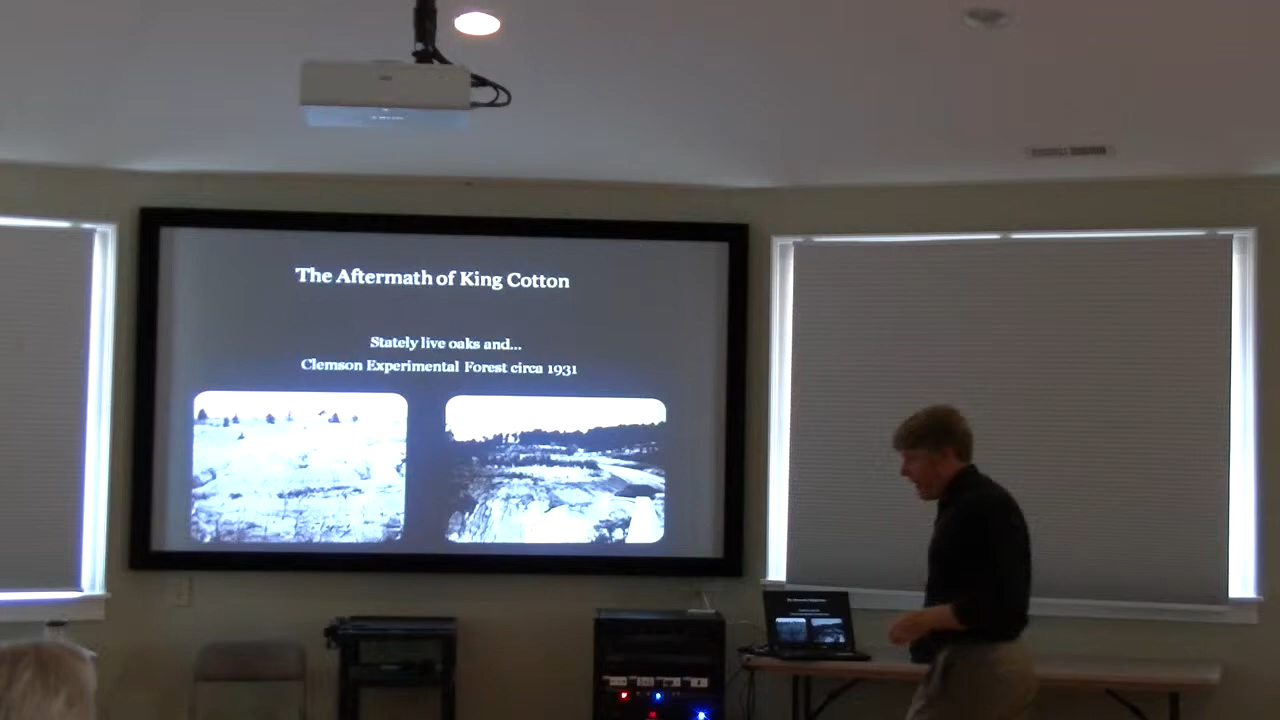 The Aftermath of King Cotton
Stately live oaks and...
Clemson Experimental Forest circa 1931